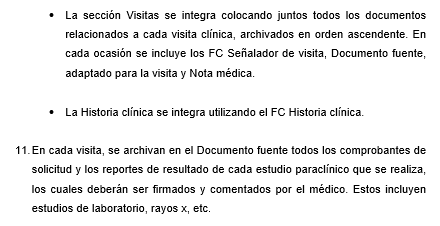 • La sección Visitas se integra colocando juntos todos los documentos
relacionados a cada visita clínica, archivados en orden ascendente. En
cada ocasión se incluye los FC Señalador de visita, Documento fuente,
adaptado para la visita y Nota médica.
• La Historia clínica se integra utilizando el FC Historia clínica.
11. En cada visita, se archivan en el Documento fuente todos los comprobantes de
solicitud y los reportes de resultado de cada estudio paraclínico que se realiza,
los cuales deberán ser firmados y comentados por el médico. Estos incluyen
estudios de laboratorio, rayos x, etc.